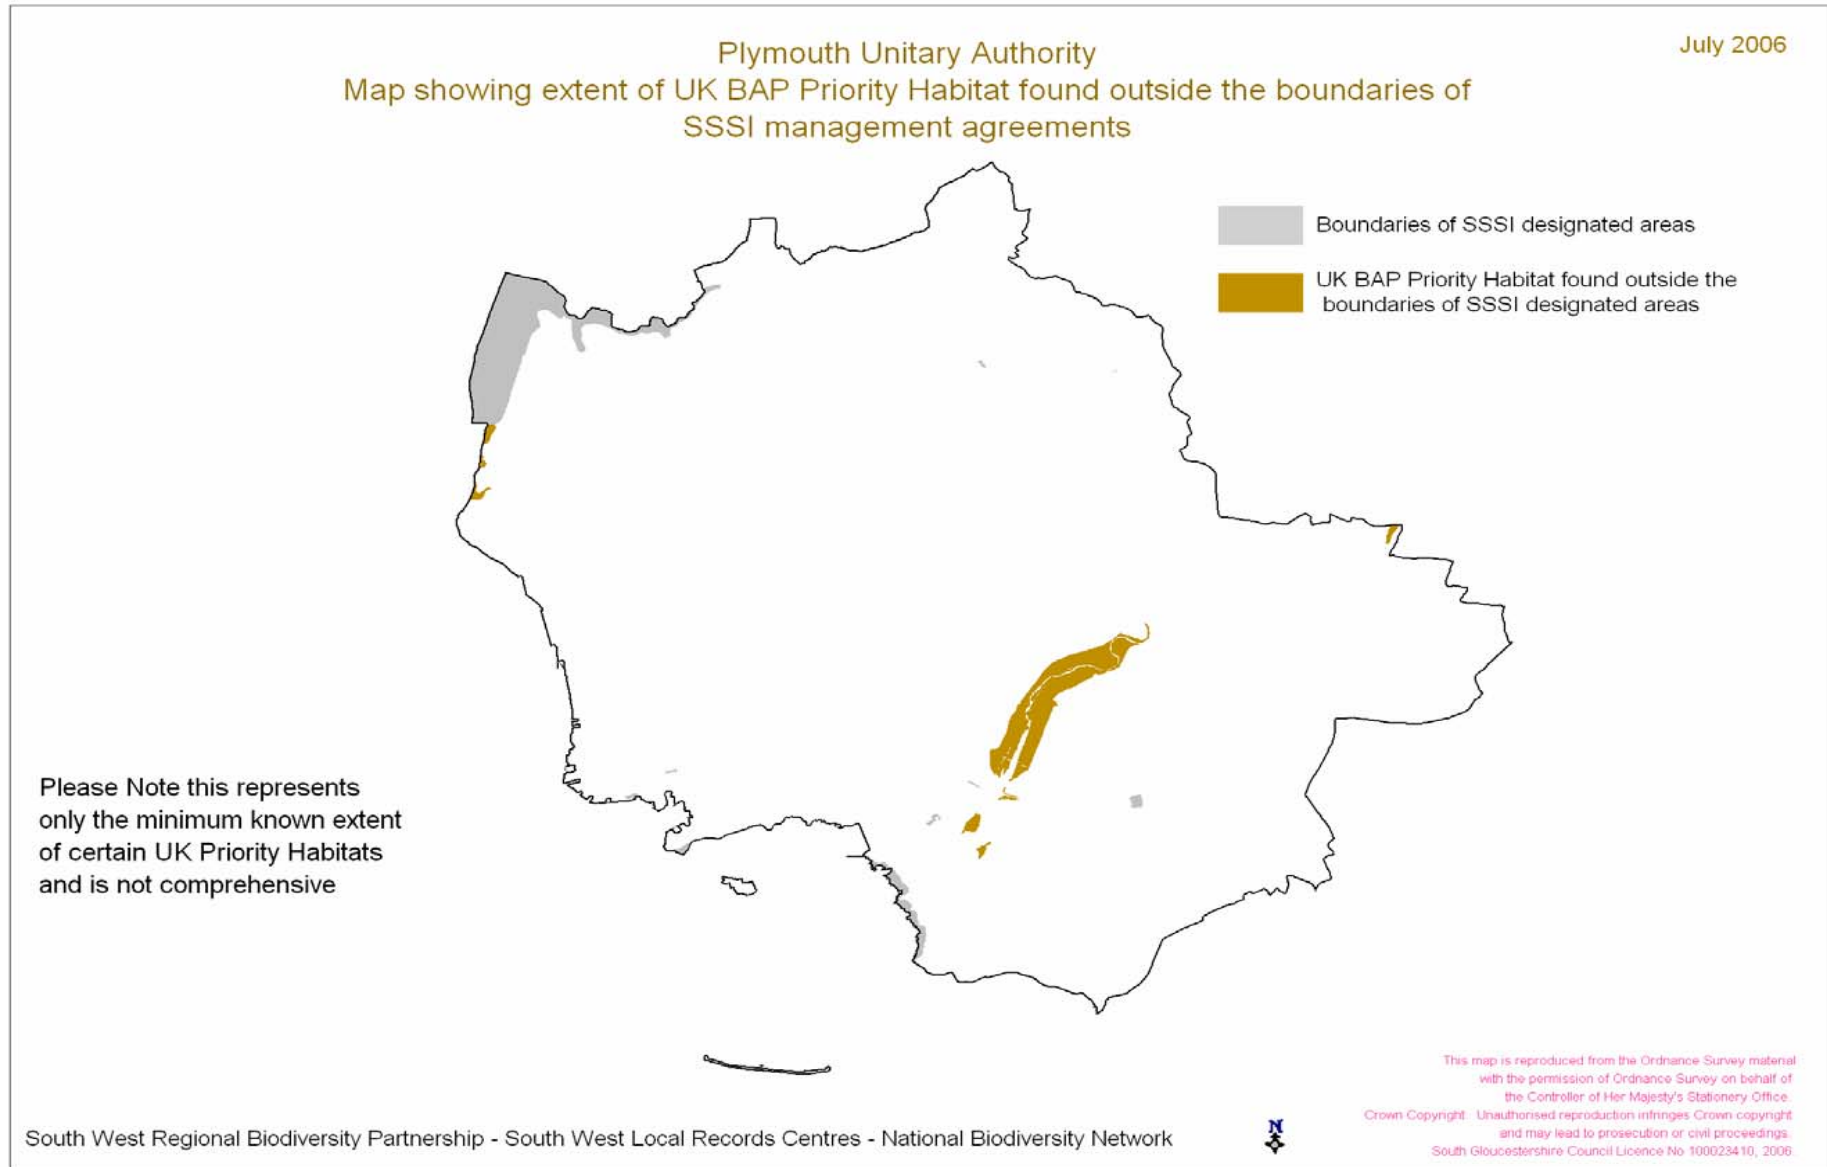 Plymouth Unitary Authority
July 2006
Map showing extent of UK BAP Priority Habitat found outside the boundaries of
SSSI management agreements
Boundaries of SSSI designated areas
UK BAP Priority Habitat found outside the
boundaries of SSSI designated areas
Please Note this represents
only the minimum known extent
of certain UK Priority Habitats
and is not comprehensive
This map is reproduced from the Ordnance Survey material
with the permission of Ordnance Survey on behalf of
the Controller of Her Majesty's Stationery Office.
Crown Copyright. Unauthorised reproduction infringes Crown copyright
and may lead to prosecution or civil proceedings.
South Gloucestershire Council Licence No 100023410, 2006.
South West Regional Biodiversity Partnership - South West Local Records Centres - National Biodiversity Network
N